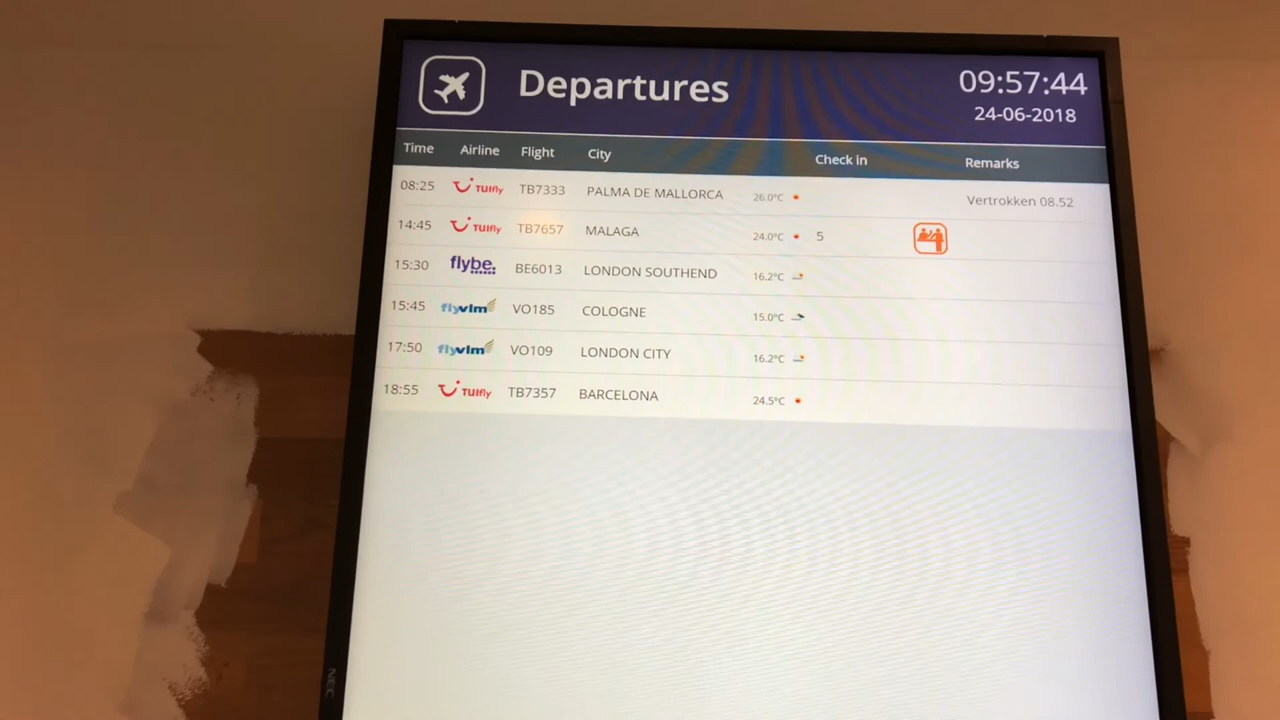 Departures
09:57:44
24-06-2018
Time Airline Flight City Check in Remarks
08:25 TUIfly TB7333 PALMA DE MALLORCA 26.0°C Vertrokken 08.52
14:45 TUIfly TB7657 MALAGA 24.0°C 5
15:30 flybe. BE6013 LONDON SOUTHEND 16.2°C
15:45 flyvlm VO185 COLOGNE 15.0°C
17:50 flyvlm VO109 LONDON CITY 16.2°C
18:55 TUIfly TB7357 BARCELONA 24.5°C
NEC